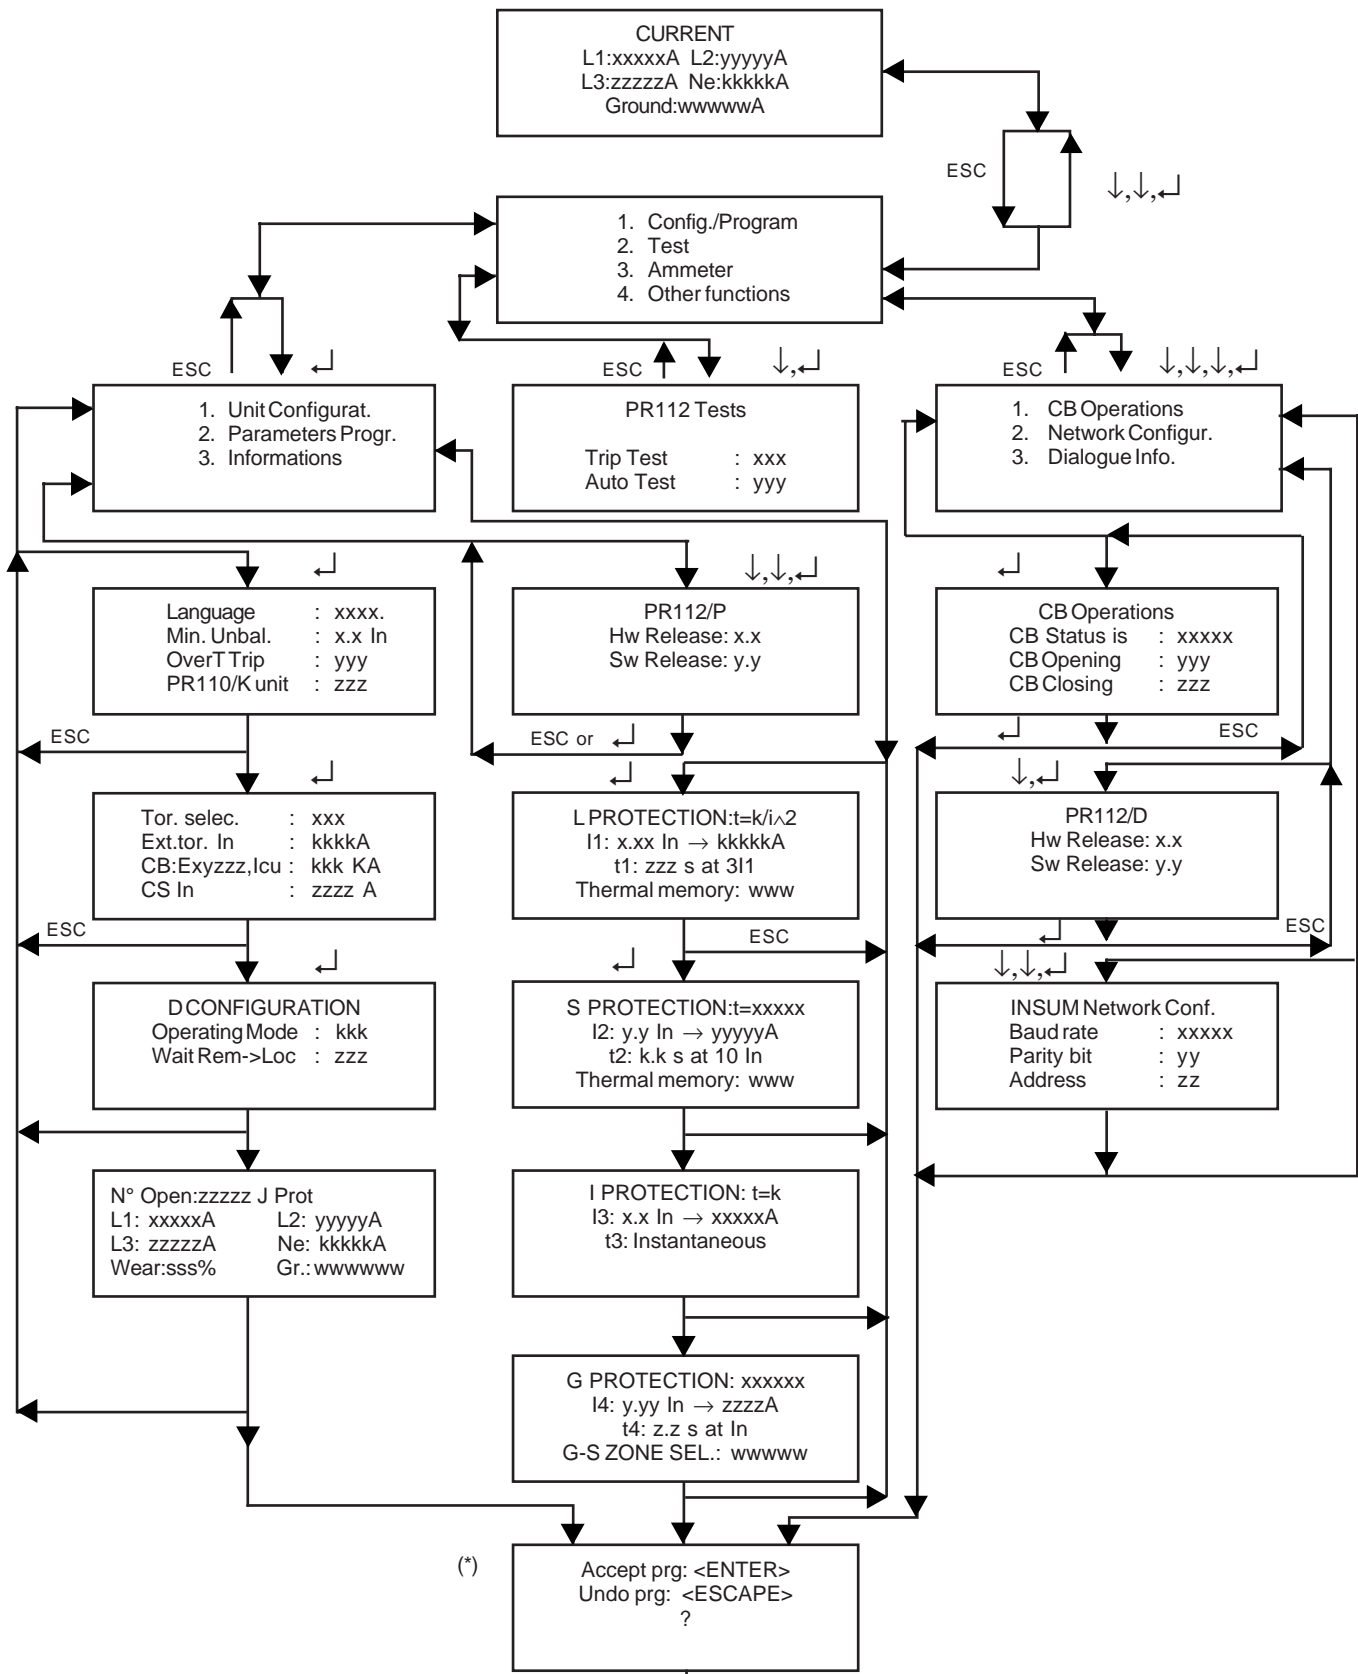 CURRENT
L1:xxxxxA L2:yyyyyA
L3:zzzzzA Ne:kkkkkA
Ground:wwwwwA
ESC
↓,↓,↵
1. Config./Program
2. Test
3. Ammeter
4. Other functions
ESC ↵
ESC ↓,↵
ESC ↓,↓,↓,↵
1. Unit Configurat.
2. Parameters Progr.
3. Informations
PR112 Tests
Trip Test : xxx
Auto Test : yyy
1. CB Operations
2. Network Configur.
3. Dialogue Info.
↵
↓,↓,↵
↵
Language : xxxx.
Min. Unbal. : x.x In
OverT Trip : yyy
PR110/K unit : zzz
PR112/P
Hw Release: x.x
Sw Release: y.y
CB Operations
CB Status is : xxxxx
CB Opening : yyy
CB Closing : zzz
ESC
ESC or ↵
↵ ESC
↵
↵
↓,↵
Tor. selec. : xxx
Ext.tor. In : kkkkA
CB:Exyzzz,Icu : kkk KA
CS In : zzzz A
L PROTECTION:t=k/i∧2
I1: x.xx In → kkkkkA
t1: zzz s at 3I1
Thermal memory: www
PR112/D
Hw Release: x.x
Sw Release: y.y
ESC
ESC
↵ ESC
↵
↵
↓,↓,↵
D CONFIGURATION
Operating Mode : kkk
Wait Rem->Loc : zzz
S PROTECTION:t=xxxxx
I2: y.y In → yyyyyA
t2: k.k s at 10 In
Thermal memory: www
INSUM Network Conf.
Baud rate : xxxxx
Parity bit : yy
Address : zz
N° Open:zzzzz J Prot
L1: xxxxxA L2: yyyyyA
L3: zzzzzA Ne: kkkkkA
Wear:sss% Gr.: wwwwww
I PROTECTION: t=k
I3: x.x In → xxxxxA
t3: Instantaneous
G PROTECTION: xxxxxx
I4: y.yy In → zzzzA
t4: z.z s at In
G-S ZONE SEL.: wwwww
(*)
Accept prg: <ENTER>
Undo prg: <ESCAPE>
?